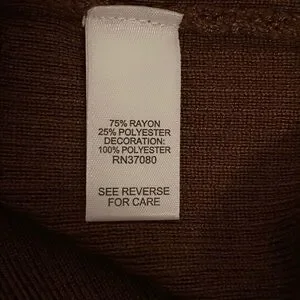 75% RAYON
25% POLYESTER
DECORATION:
100% POLYESTER
RN37080
SEE REVERSE
FOR CARE